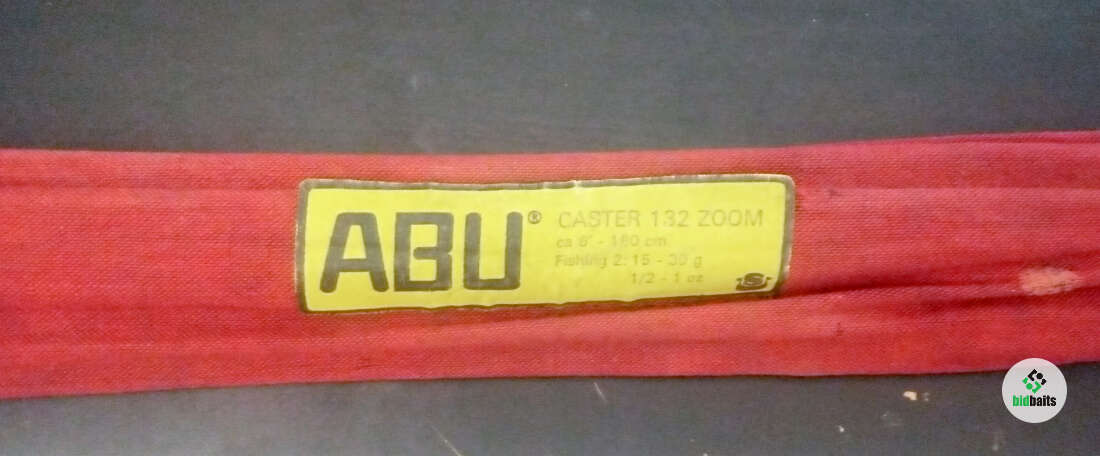 ABU®
CASTER 132 ZOOM
ca 6' - 180 cm
Fishing 2: 15 - 30 g
1/2 - 1 oz
S
bidbaits